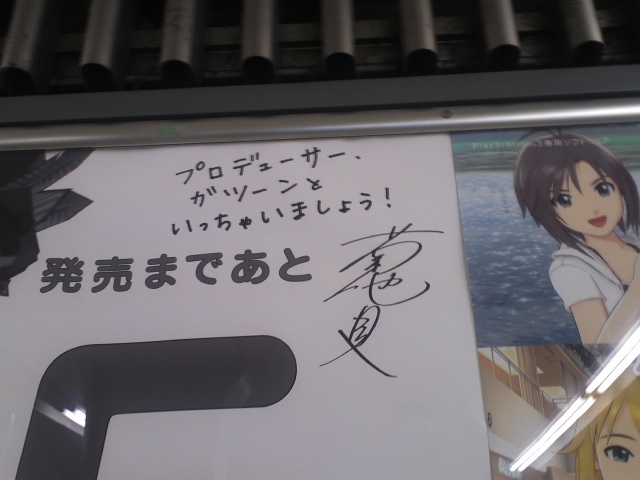 プロデューサー、
ガツーンと
いっちゃいましょう!
発売まであと